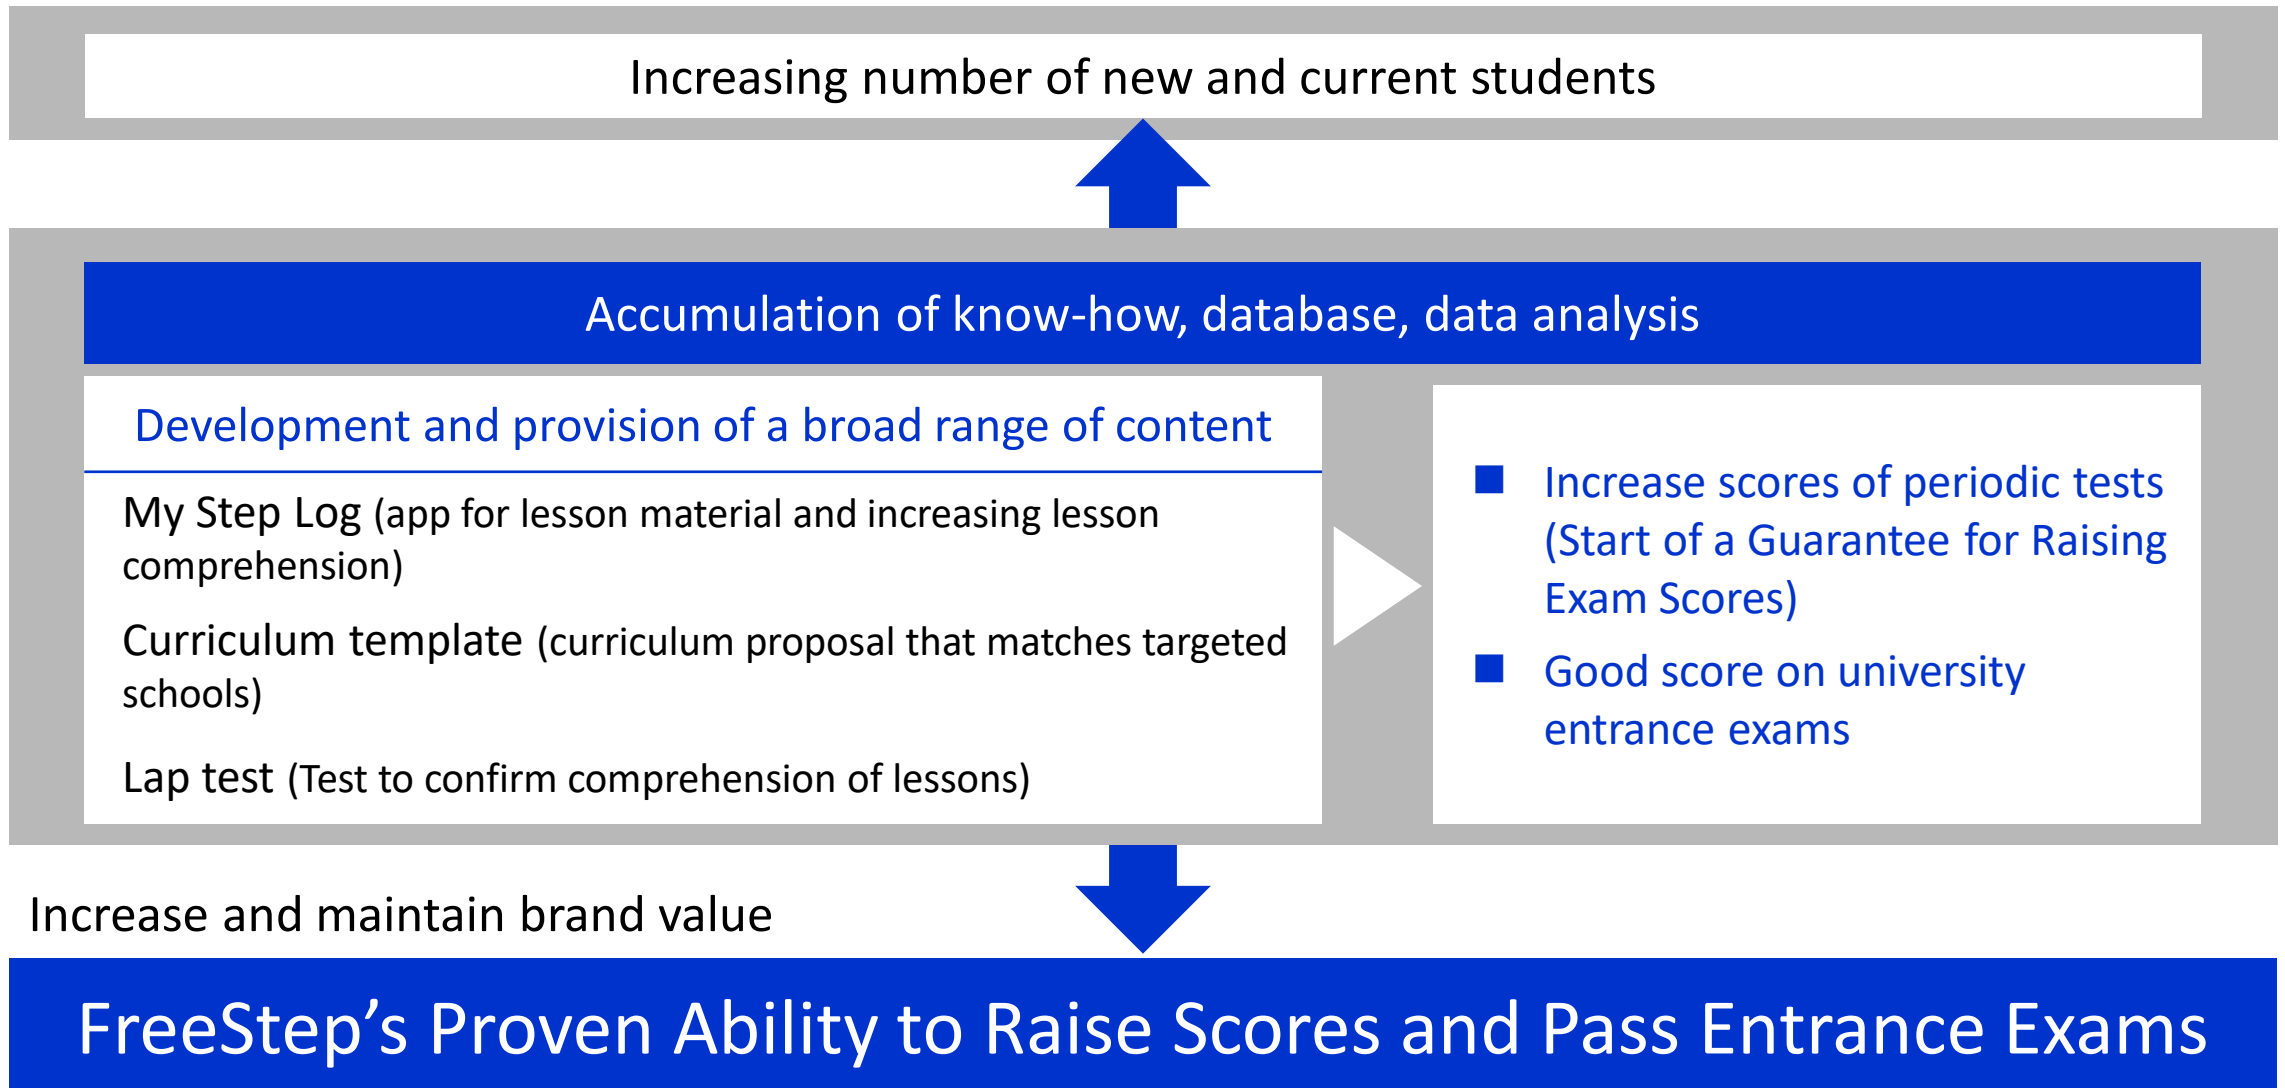 Increasing number of new and current students
Accumulation of know-how, database, data analysis
Development and provision of a broad range of content
My Step Log (app for lesson material and increasing lesson
comprehension)
Curriculum template (curriculum proposal that matches targeted
schools)
Lap test (Test to confirm comprehension of lessons)
Increase scores of periodic tests
(Start of a Guarantee for Raising
Exam Scores)
Good score on university
entrance exams
Increase and maintain brand value
FreeStep’s Proven Ability to Raise Scores and Pass Entrance Exams